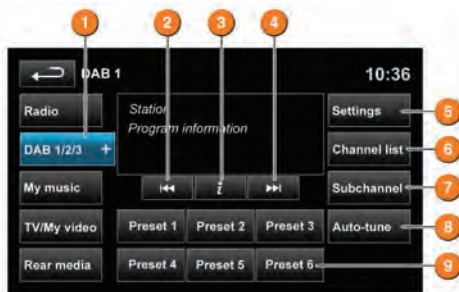 1 2 3 4
DAB 1 10:36
Radio Station Settings 5
Program information
DAB 1/2/3 + Channel list 6
My music i Subchannel 7
TV/My video Preset 1 Preset 2 Preset 3 Auto-tune 8
Rear media Preset 4 Preset 5 Preset 6 9